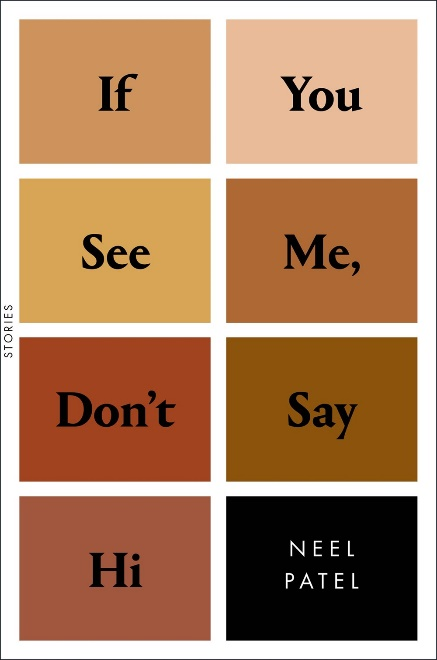 If You
See Me,
Don't Say
Hi
NEEL
PATEL
STORIES